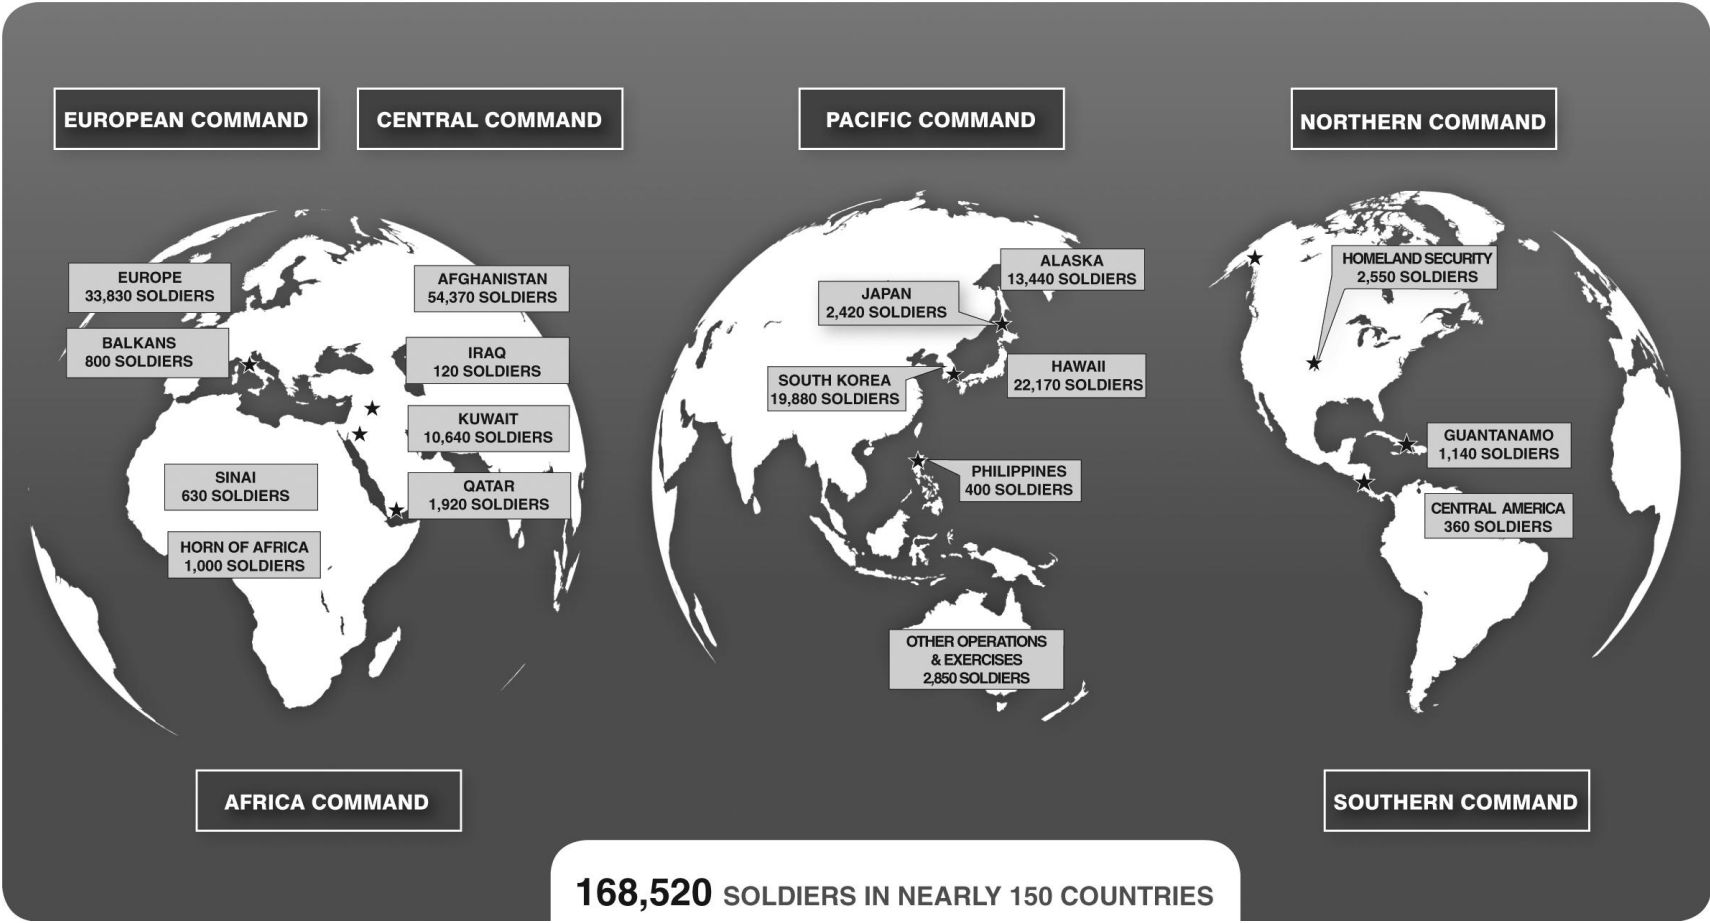 EUROPEAN COMMAND
CENTRAL COMMAND
PACIFIC COMMAND
NORTHERN COMMAND
EUROPE
33,830 SOLDIERS
BALKANS
800 SOLDIERS
AFGHANISTAN
54,370 SOLDIERS
IRAQ
120 SOLDIERS
KUWAIT
10,640 SOLDIERS
QATAR
1,920 SOLDIERS
SINAI
630 SOLDIERS
HORN OF AFRICA
1,000 SOLDIERS
ALASKA
13,440 SOLDIERS
JAPAN
2,420 SOLDIERS
HAWAII
22,170 SOLDIERS
SOUTH KOREA
19,880 SOLDIERS
PHILIPPINES
400 SOLDIERS
OTHER OPERATIONS
& EXERCISES
2,850 SOLDIERS
HOMELAND SECURITY
2,550 SOLDIERS
GUANTANAMO
1,140 SOLDIERS
CENTRAL AMERICA
360 SOLDIERS
AFRICA COMMAND
SOUTHERN COMMAND
168,520 SOLDIERS IN NEARLY 150 COUNTRIES